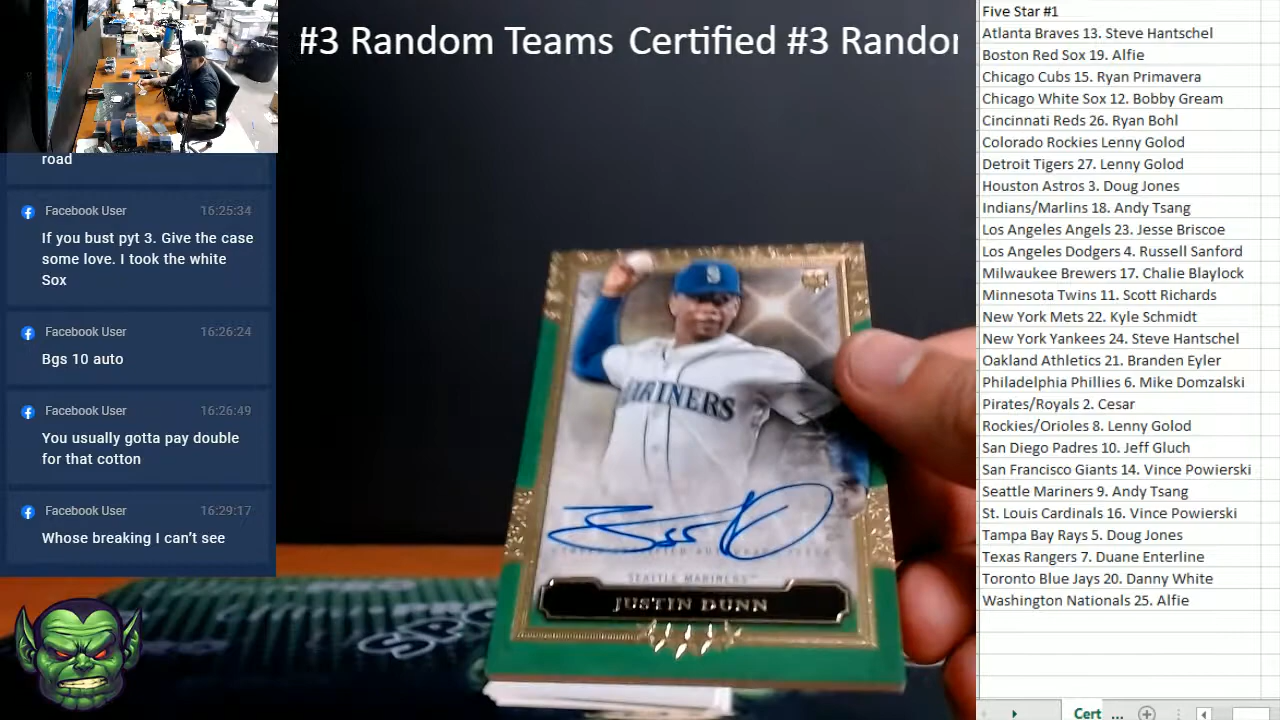 #3 Random Teams Certified #3 Random
road
Facebook User 16:25:34
If you bust pyt 3. Give the case
some love. I took the white
Sox
Facebook User 16:26:24
Bgs 10 auto
Facebook User 16:26:49
You usually gotta pay double
for that cotton
Facebook User 16:29:17
Whose breaking I can't see
S
MARINERS
SEATTLE MARINERS™
JUSTIN DUNN
Five Star #1
Atlanta Braves 13. Steve Hantschel
Boston Red Sox 19. Alfie
Chicago Cubs 15. Ryan Primavera
Chicago White Sox 12. Bobby Gream
Cincinnati Reds 26. Ryan Bohl
Colorado Rockies Lenny Golod
Detroit Tigers 27. Lenny Golod
Houston Astros 3. Doug Jones
Indians/Marlins 18. Andy Tsang
Los Angeles Angels 23. Jesse Briscoe
Los Angeles Dodgers 4. Russell Sanford
Milwaukee Brewers 17. Chalie Blaylock
Minnesota Twins 11. Scott Richards
New York Mets 22. Kyle Schmidt
New York Yankees 24. Steve Hantschel
Oakland Athletics 21. Branden Eyler
Philadelphia Phillies 6. Mike Domzalski
Pirates/Royals 2. Cesar
Rockies/Orioles 8. Lenny Golod
San Diego Padres 10. Jeff Gluch
San Francisco Giants 14. Vince Powierski
Seattle Mariners 9. Andy Tsang
St. Louis Cardinals 16. Vince Powierski
Tampa Bay Rays 5. Doug Jones
Texas Rangers 7. Duane Enterline
Toronto Blue Jays 20. Danny White
Washington Nationals 25. Alfie
Cert ...